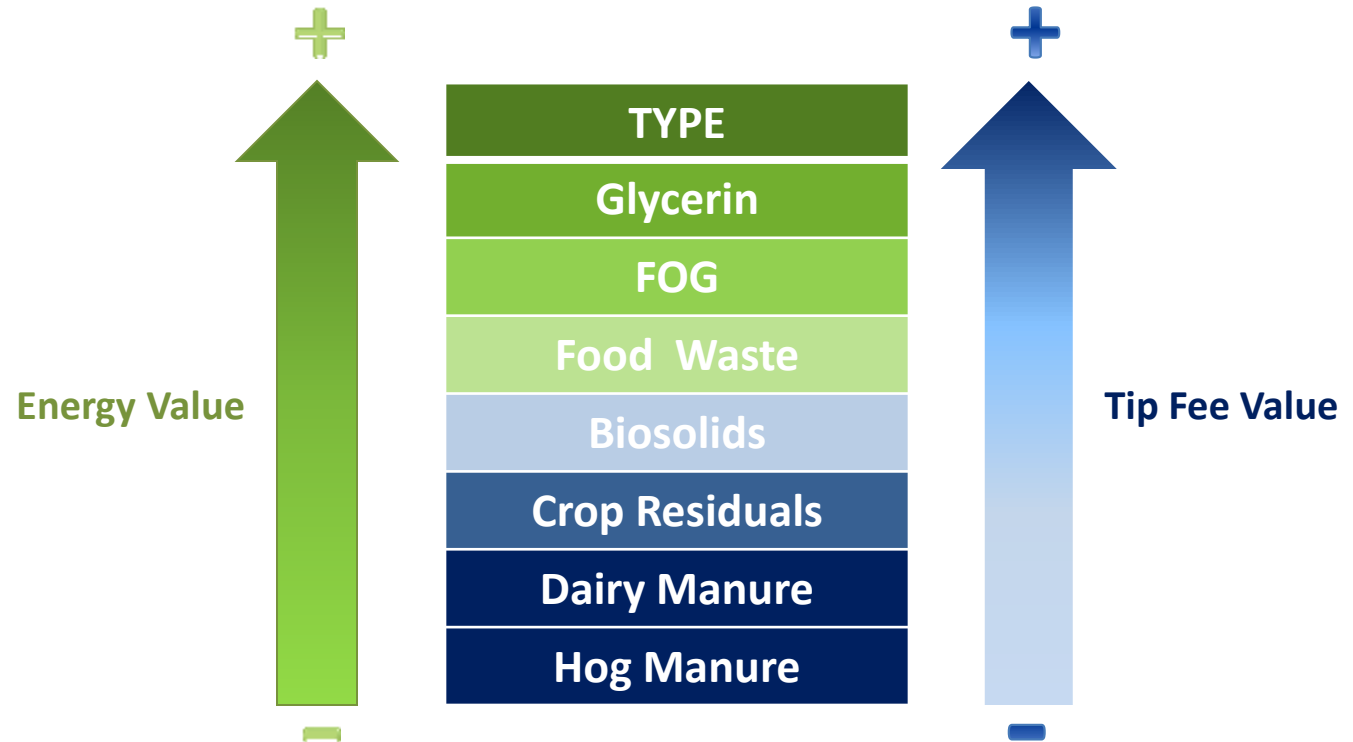 +
+
TYPE
Glycerin
FOG
Food  Waste
Energy Value
Tip Fee Value
Biosolids
Crop Residuals
Dairy Manure
Hog Manure
-
-